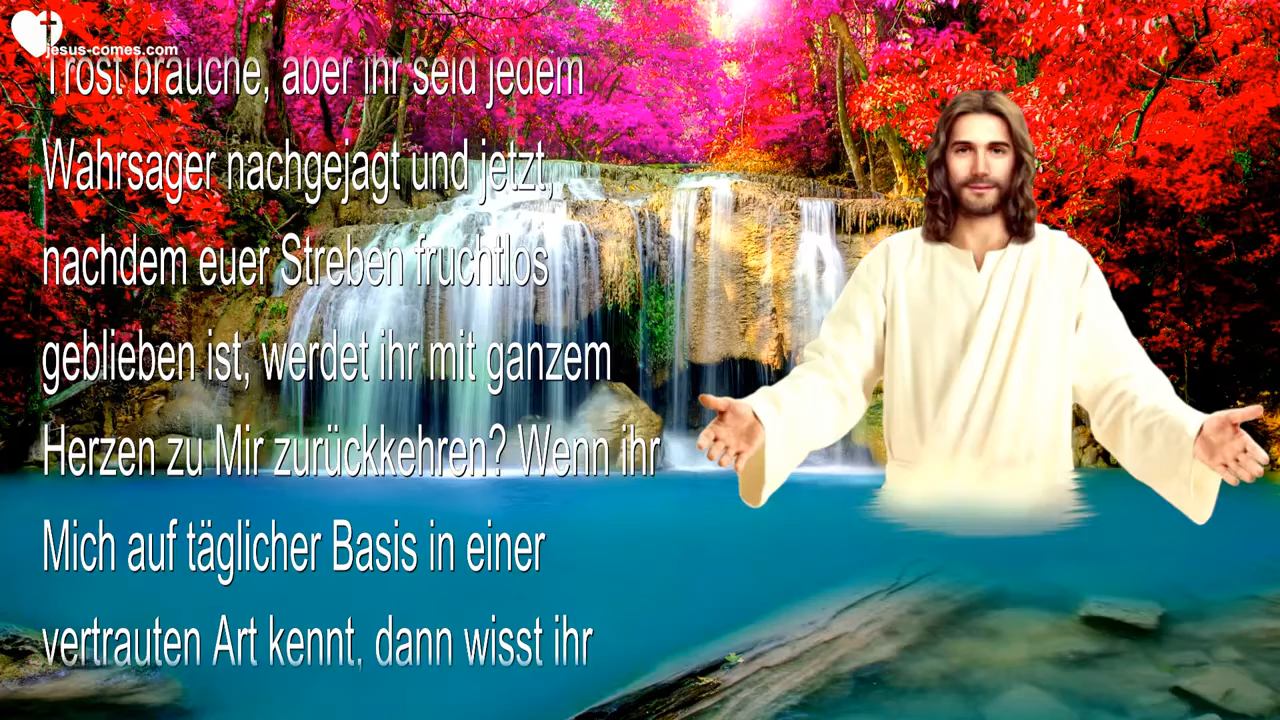 jesus-comes.com
Trost brauche, aber ihr seid jedem
Wahrsager nachgejagt und jetzt,
nachdem euer Streben fruchtlos
geblieben ist, werdet ihr mit ganzem
Herzen zu Mir zurückkehren? Wenn ihr
Mich auf täglicher Basis in einer
vertrauten Art kennt, dann wisst ihr